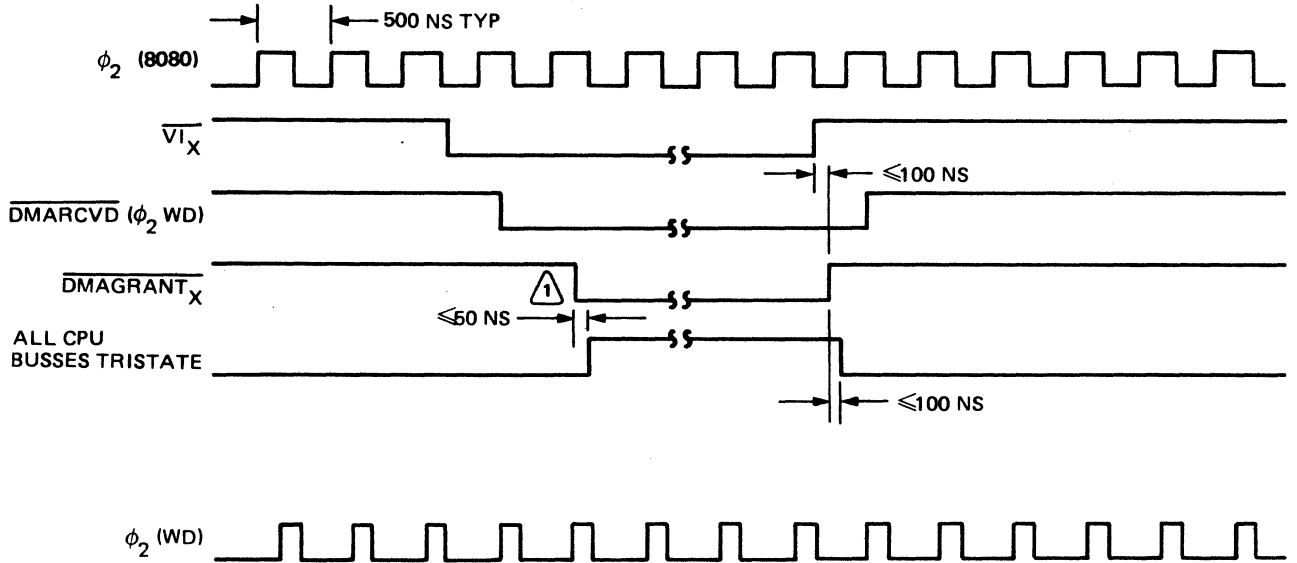 500 NS TYP
ϕ2 (8080)
VIX
≤100 NS
DMARCVD (ϕ2 WD)
DMAGRANTX
1
≤50 NS
ALL CPU
BUSSES TRISTATE
≤100 NS
ϕ2 (WD)